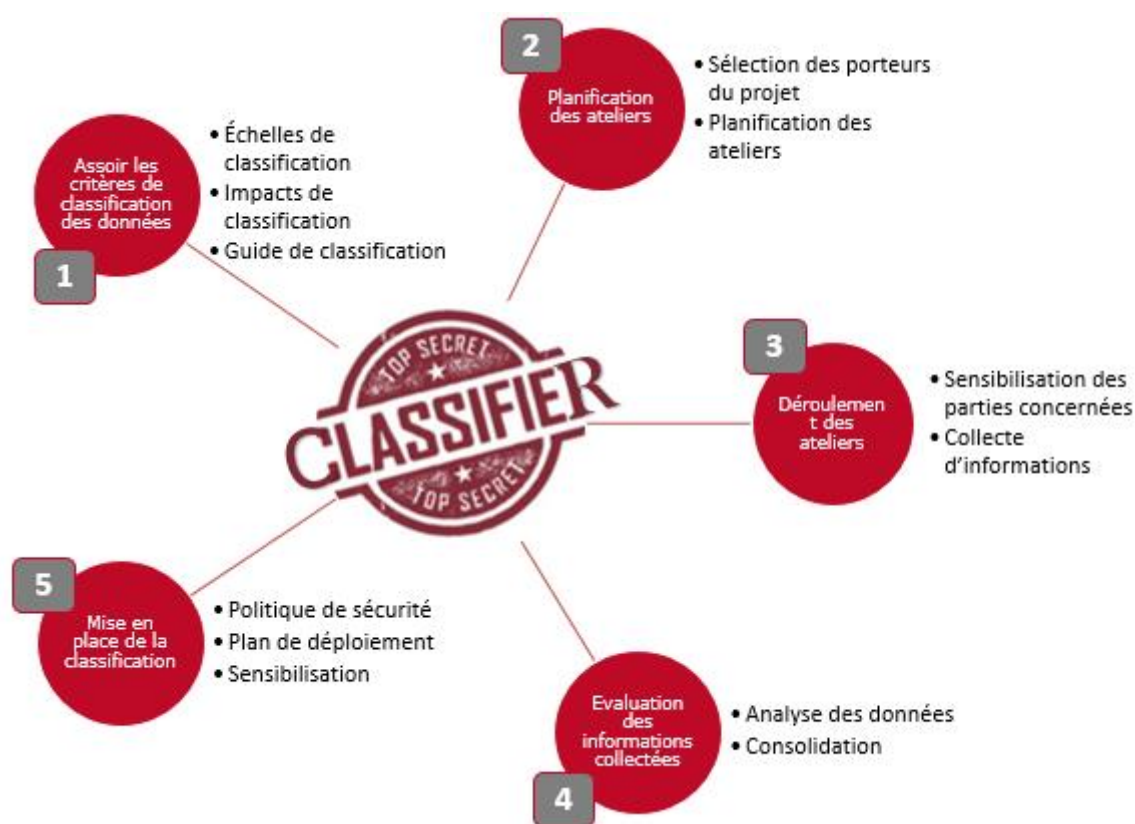 1
Assoir les
critères de
classification
des données
• Échelles de
classification
• Impacts de
classification
• Guide de classification
2
Planification
des ateliers
• Sélection des porteurs
du projet
• Planification des
ateliers
3
Déroulemen
t des
ateliers
• Sensibilisation des
parties concernées
• Collecte
d’informations
TOP SECRET
CLASSIFIER
TOP SECRET
4
Evaluation
des
informations
collectées
• Analyse des données
• Consolidation
5
Mise en
place de la
classification
• Politique de sécurité
• Plan de déploiement
• Sensibilisation